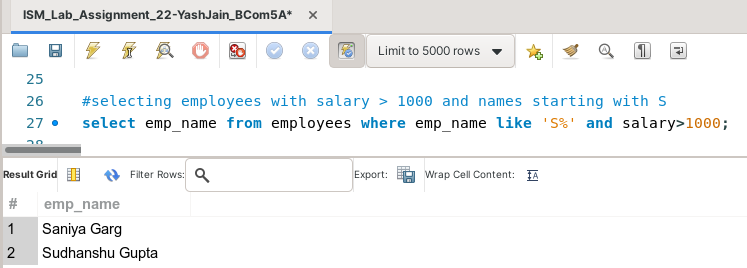 ISM_Lab_Assignment_22-YashJain_BCom5A* ×
Limit to 5000 rows
25
26 #selecting employees with salary > 1000 and names starting with S
27 select emp_name from employees where emp_name like 'S%' and salary>1000;
28
Result Grid Filter Rows: Export: Wrap Cell Content: IA
# emp_name
1 Saniya Garg
2 Sudhanshu Gupta